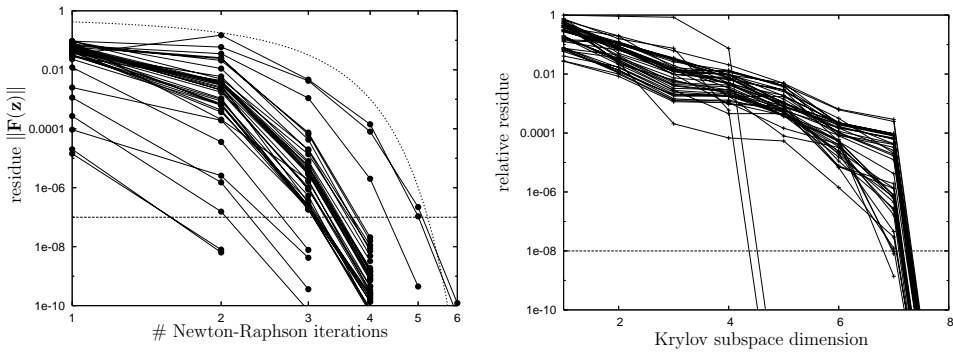 1
0.01
0.0001
1e-06
1e-08
1e-10
residue ||F(z)||
1 2 3 4 5 6
# Newton-Raphson iterations
1
0.01
0.0001
1e-06
1e-08
1e-10
relative residue
2 4 6 8
Krylov subspace dimension